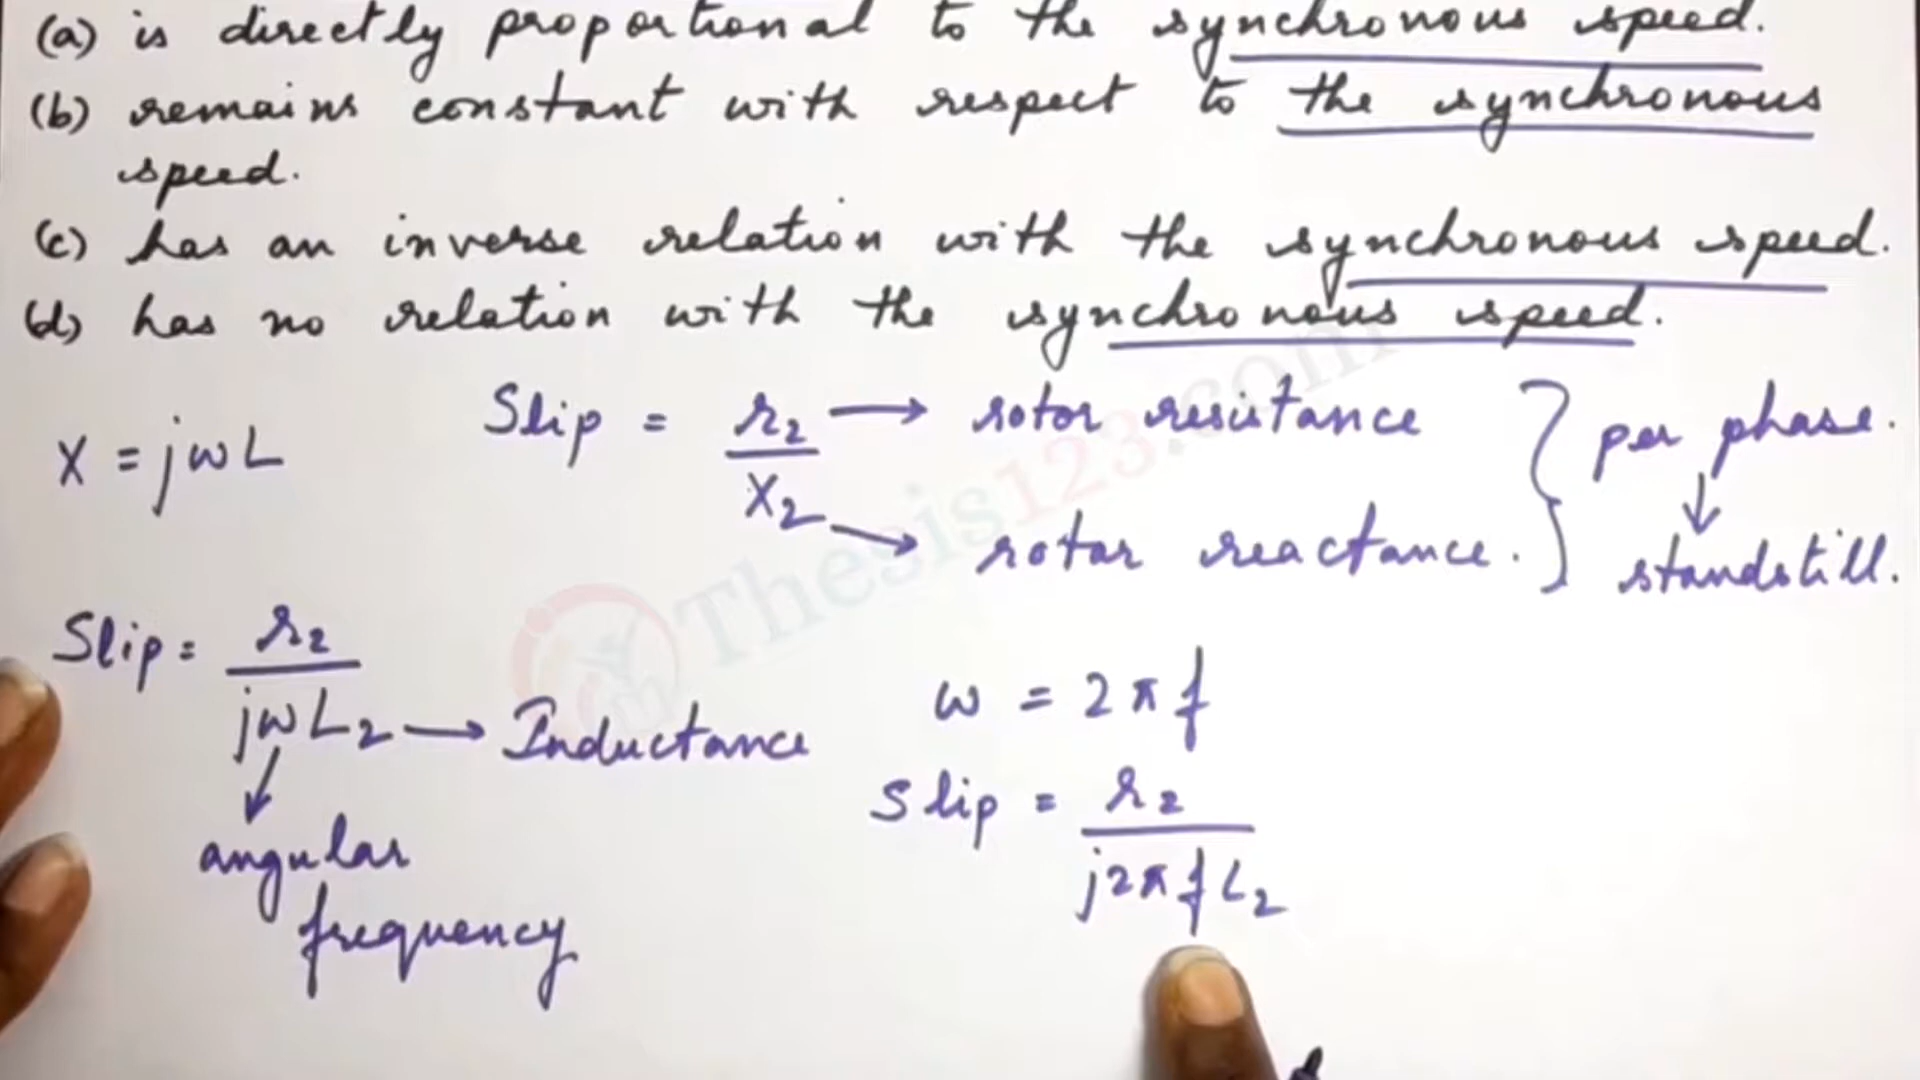 (a) is directly proportional to the synchronous speed.
(b) remains constant with respect to the synchronous
speed.
(c) has an inverse relation with the synchronous speed.
(d) has no relation with the synchronous speed.
X = jωL
Slip = r₂/X₂ → rotor resistance
→ rotor reactance.
} per phase.
↓
standstill.
Slip = r₂/jωL₂ → Inductance
angular
frequency
ω = 2πf
Slip = r₂/j2πfL₂
Thesis123.com